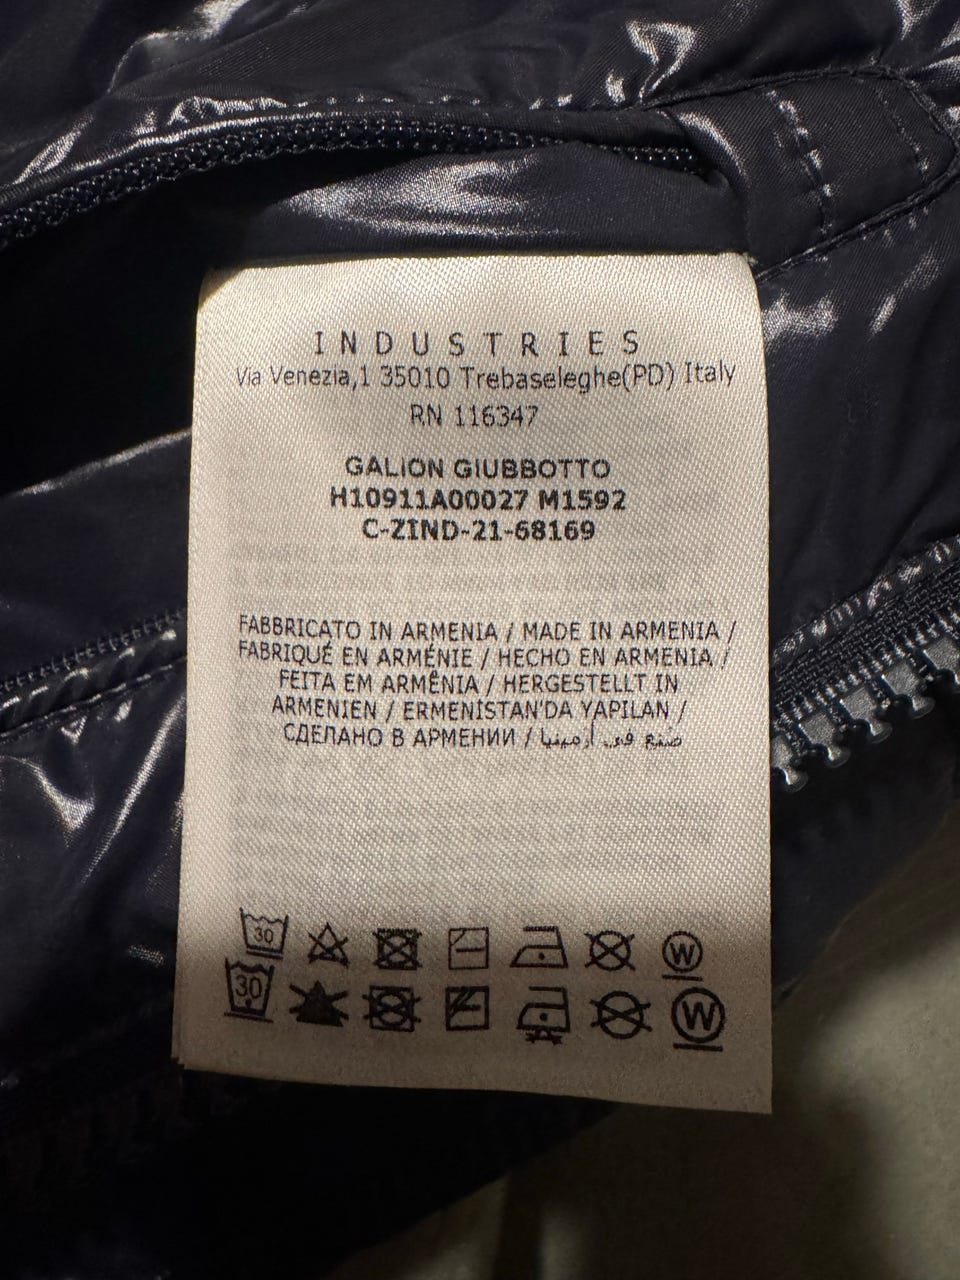 INDUSTRIES
Via Venezia,1 35010 Trebaseleghe(PD) Italy
RN 116347
GALION GIUBBOTTO
H10911A00027 M1592
C-ZIND-21-68169
FABBRICATO IN ARMENIA / MADE IN ARMENIA /
FABRIQUÉ EN ARMÉNIE / HECHO EN ARMENIA /
FEITA EM ARMÊNIA / HERGESTELLT IN
ARMENIEN / ERMENİSTAN'DA YAPILAN /
СДЕЛАНО В АРМЕНИИ / صنع في أرمينيا
30 W
30 W